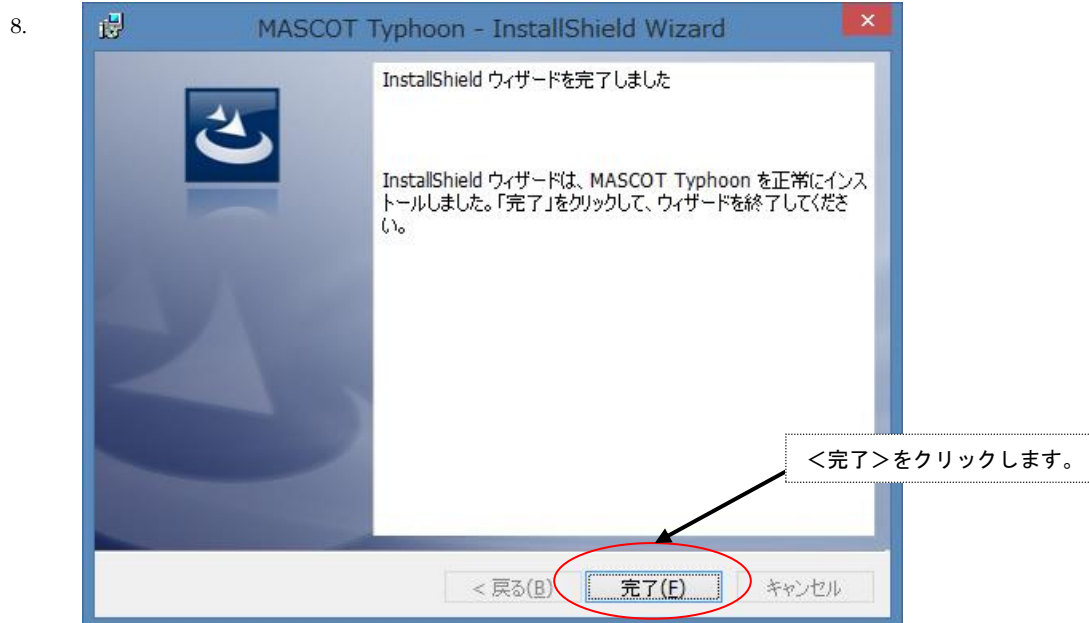 8.
MASCOT Typhoon - InstallShield Wizard
InstallShield ウィザードを完了しました
InstallShield ウィザードは、MASCOT Typhoon を正常にインス
トールしました。「完了」をクリックして、ウィザードを終了してくださ
い。
＜完了＞をクリックします。
< 戻る(B)
完了(F)
キャンセル